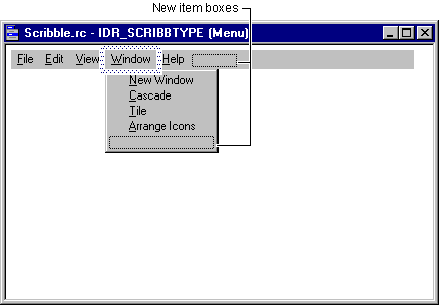 New item boxes
Scribble.rc - IDR_SCRIBBTYPE (Menu)
File Edit View Window Help
New Window
Cascade
Tile
Arrange Icons